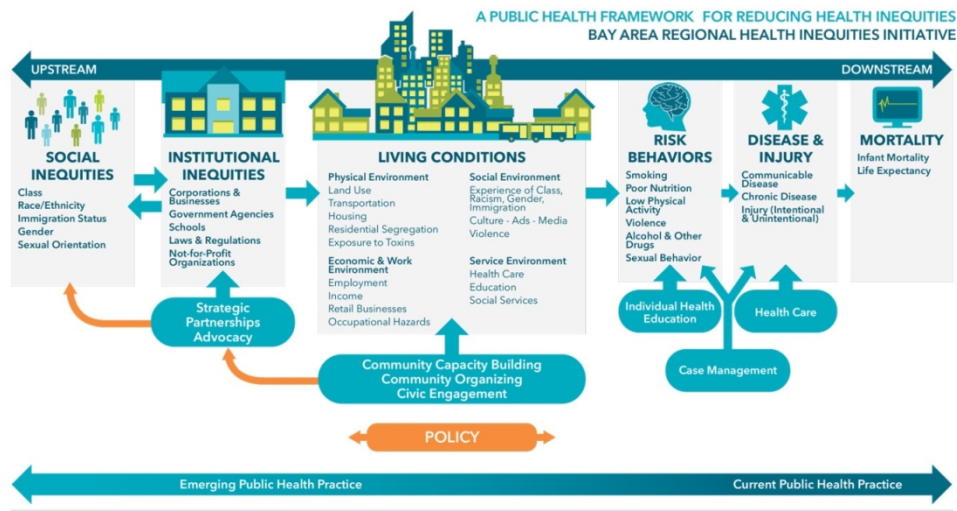 A PUBLIC HEALTH FRAMEWORK FOR REDUCING HEALTH INEQUITIES
BAY AREA REGIONAL HEALTH INEQUITIES INITIATIVE
UPSTREAM
DOWNSTREAM
SOCIAL
INEQUITIES
Class
Race/Ethnicity
Immigration Status
Gender
Sexual Orientation
INSTITUTIONAL
INEQUITIES
Corporations &
Businesses
Government Agencies
Schools
Laws & Regulations
Not-for-Profit
Organizations
LIVING CONDITIONS
Physical Environment
Land Use
Transportation
Housing
Residential Segregation
Exposure to Toxins
Economic & Work
Environment
Employment
Income
Retail Businesses
Occupational Hazards
Social Environment
Experience of Class,
Racism, Gender,
Immigration
Culture - Ads - Media
Violence
Service Environment
Health Care
Education
Social Services
RISK
BEHAVIORS
Smoking
Poor Nutrition
Low Physical
Activity
Violence
Alcohol & Other
Drugs
Sexual Behavior
DISEASE &
INJURY
Communicable
Disease
Chronic Disease
Injury (Intentional
& Unintentional)
MORTALITY
Infant Mortality
Life Expectancy
Strategic
Partnerships
Advocacy
Community Capacity Building
Community Organizing
Civic Engagement
Individual Health
Education
Health Care
Case Management
POLICY
Emerging Public Health Practice
Current Public Health Practice